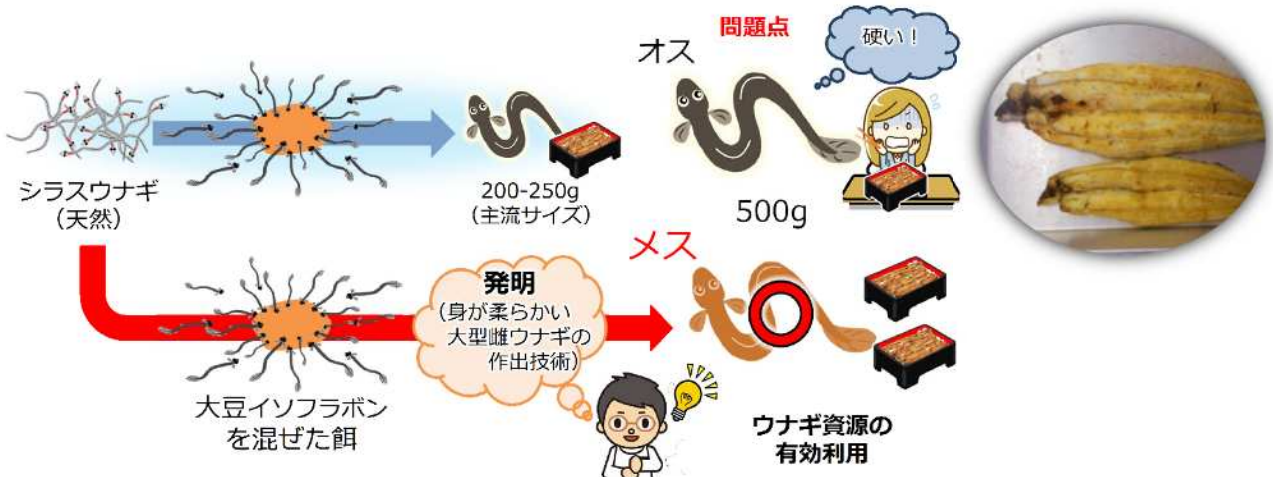 問題点
オス
硬い！
シラスウナギ
（天然）
200-250g
（主流サイズ）
500g
メス
発明
（身が柔らかい
大型雌ウナギの
作出技術）
大豆イソフラボン
を混ぜた餌
ウナギ資源の
有効利用